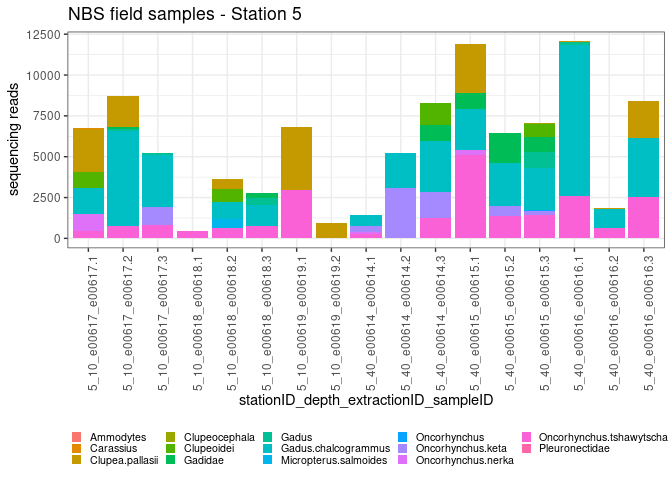 NBS field samples - Station 5
sequencing reads
12500
10000
7500
5000
2500
0
5_10_e00617_e00617.1
5_10_e00617_e00617.2
5_10_e00617_e00617.3
5_10_e00618_e00618.1
5_10_e00618_e00618.2
5_10_e00618_e00618.3
5_10_e00619_e00619.1
5_10_e00619_e00619.2
5_40_e00614_e00614.1
5_40_e00614_e00614.2
5_40_e00614_e00614.3
5_40_e00615_e00615.1
5_40_e00615_e00615.2
5_40_e00615_e00615.3
5_40_e00616_e00616.1
5_40_e00616_e00616.2
5_40_e00616_e00616.3
stationID_depth_extractionID_sampleID
Ammodytes
Carassius
Clupea.pallasii
Clupeocephala
Clupeoidei
Gadidae
Gadus
Gadus.chalcogrammus
Micropterus.salmoides
Oncorhynchus
Oncorhynchus.keta
Oncorhynchus.nerka
Oncorhynchus.tshawytscha
Pleuronectidae